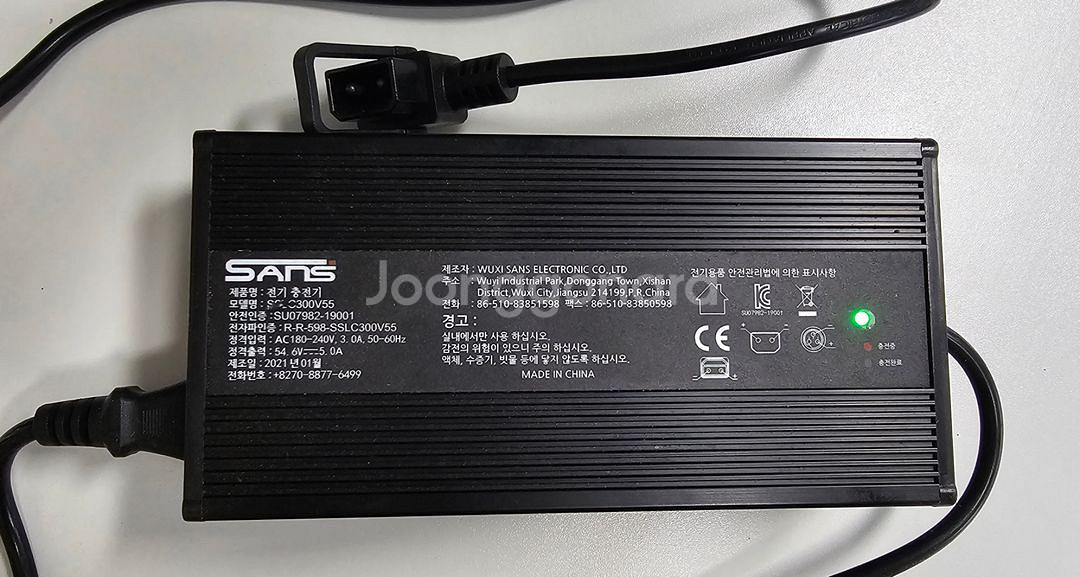 SANS
제품명 : 전기 충전기
모델명 : SSLC300V55
안전인증 : SU07982-19001
전자파인증 : R-R-598-SSLC300V55
정격입력 : AC180-240V, 3.0A, 50-60Hz
정격출력 : 54.6V⎓5.0A
제조일 : 2021년 01월
전화번호 : +8270-8877-6499
제조자 : WUXI SANS ELECTRONIC CO.,LTD
주소 : Wuyi Industrial Park,Donggang Town,Xishan
District,Wuxi City,Jiangsu 214199,P.R.China
전화 : 86-510-83851598 팩스 : 86-510-83850598
경고 :
실내에서만 사용 하십시오.
감전의 위험이 있으니 주의 하십시오.
액체, 수증기, 빗물 등에 닿지 않도록 하십시오.
MADE IN CHINA
전기용품 안전관리법에 의한 표시사항
SU07982-19001
CE
충전중
충전완료
Joonggonara